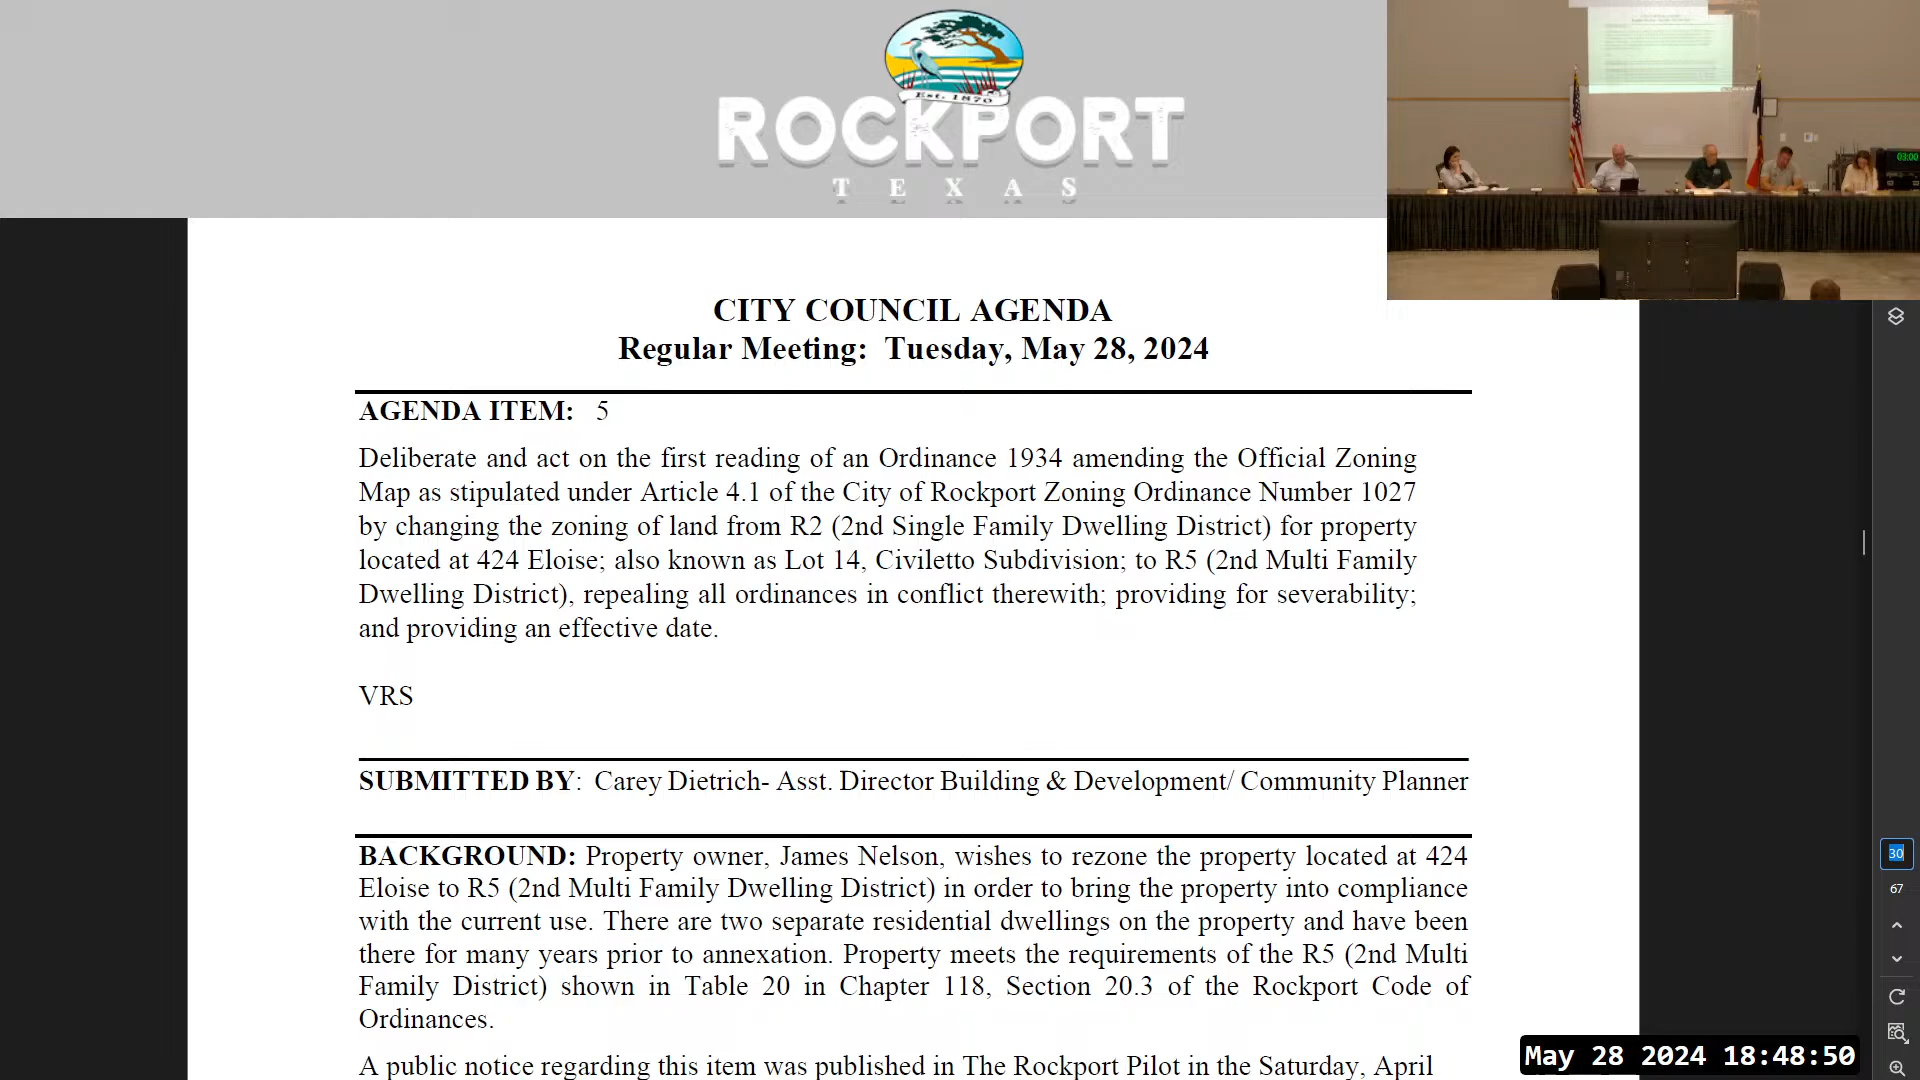 Est. 1870
ROCKPORT
TEXAS
03:00
CITY COUNCIL AGENDA
Regular Meeting: Tuesday, May 28, 2024
AGENDA ITEM: 5
Deliberate and act on the first reading of an Ordinance 1934 amending the Official Zoning
Map as stipulated under Article 4.1 of the City of Rockport Zoning Ordinance Number 1027
by changing the zoning of land from R2 (2nd Single Family Dwelling District) for property
located at 424 Eloise; also known as Lot 14, Civiletto Subdivision; to R5 (2nd Multi Family
Dwelling District), repealing all ordinances in conflict therewith; providing for severability;
and providing an effective date.
VRS
SUBMITTED BY: Carey Dietrich- Asst. Director Building & Development/ Community Planner
BACKGROUND: Property owner, James Nelson, wishes to rezone the property located at 424
Eloise to R5 (2nd Multi Family Dwelling District) in order to bring the property into compliance
with the current use. There are two separate residential dwellings on the property and have been
there for many years prior to annexation. Property meets the requirements of the R5 (2nd Multi
Family District) shown in Table 20 in Chapter 118, Section 20.3 of the Rockport Code of
Ordinances.
A public notice regarding this item was published in The Rockport Pilot in the Saturday, April
30
67
May 28 2024 18:48:50